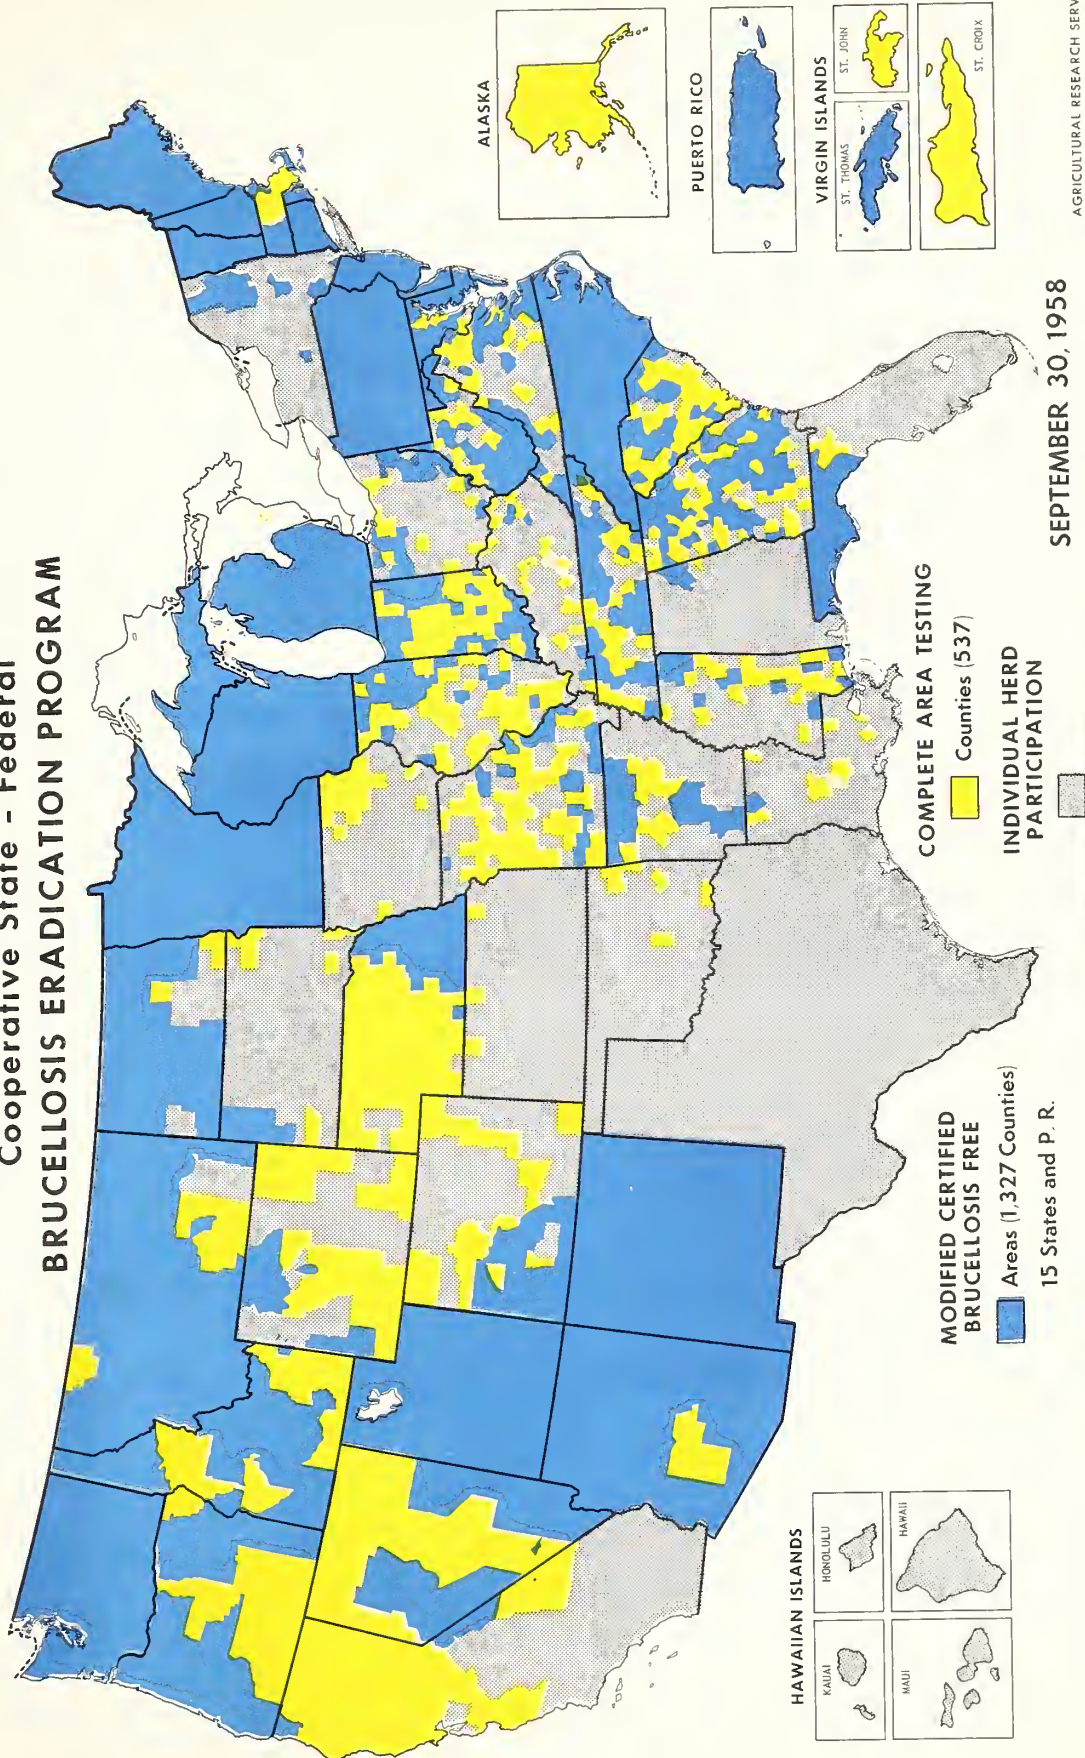 Cooperative State - Federal
BRUCELLOSIS ERADICATION PROGRAM
ALASKA
PUERTO RICO
VIRGIN ISLANDS
ST. THOMAS
ST. JOHN
ST. CROIX
HAWAIIAN ISLANDS
KAUAI
HONOLULU
MAUI
HAWAII
MODIFIED CERTIFIED
BRUCELLOSIS FREE
Areas (1,327 Counties)
15 States and P. R.
COMPLETE AREA TESTING
Counties (537)
INDIVIDUAL HERD
PARTICIPATION
SEPTEMBER 30, 1958
AGRICULTURAL RESEARCH SERV